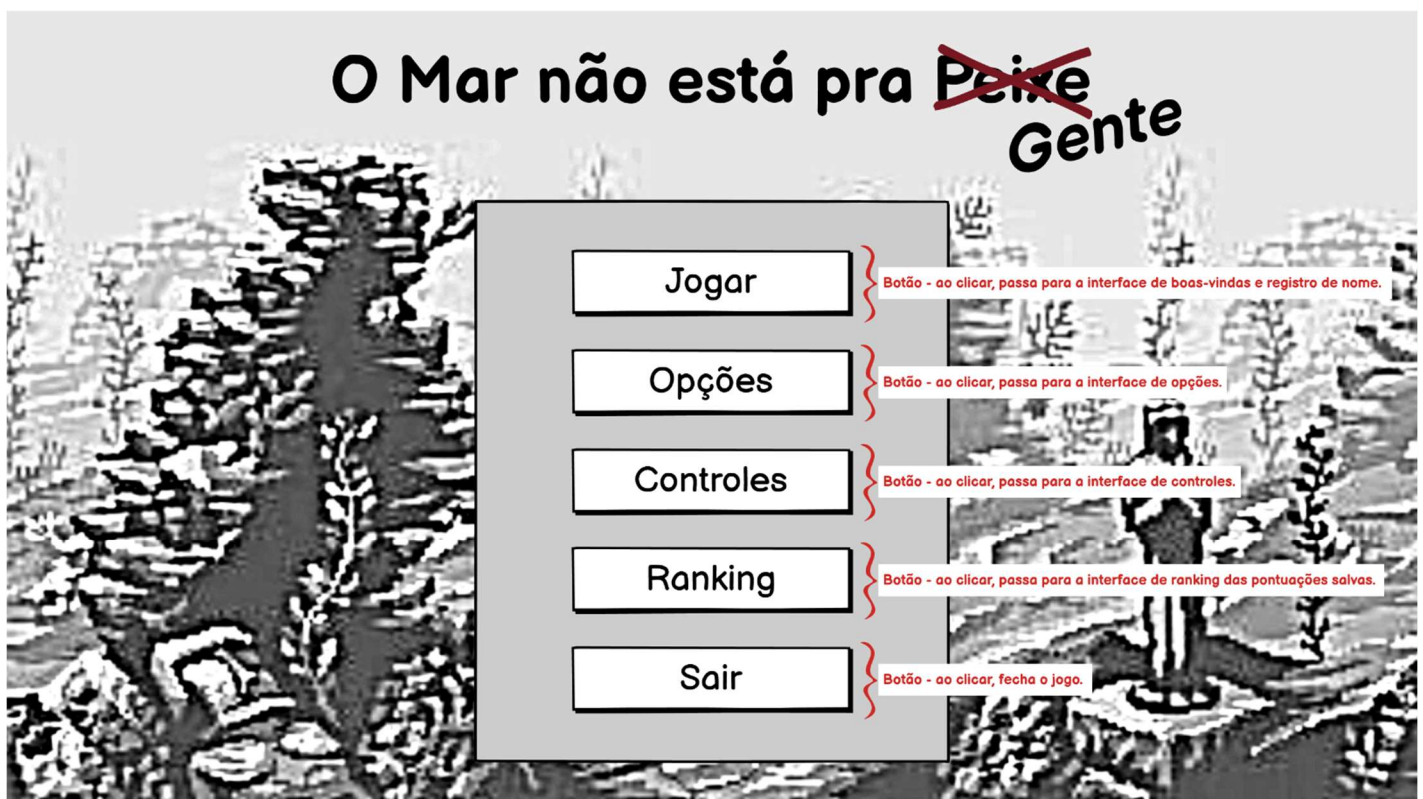 O Mar não está pra Peixe
Gente
Jogar
Botão - ao clicar, passa para a interface de boas-vindas e registro de nome.
Opções
Botão - ao clicar, passa para a interface de opções.
Controles
Botão - ao clicar, passa para a interface de controles.
Ranking
Botão - ao clicar, passa para a interface de ranking das pontuações salvas.
Sair
Botão - ao clicar, fecha o jogo.